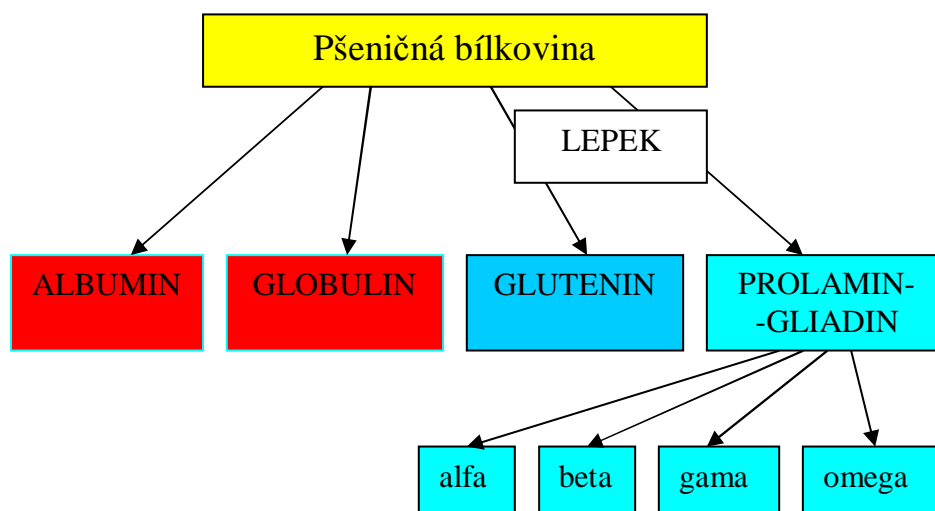 Pšeničná bílkovina
LEPEK
ALBUMIN
GLOBULIN
GLUTENIN
PROLAMIN-
-GLIADIN
alfa
beta
gama
omega